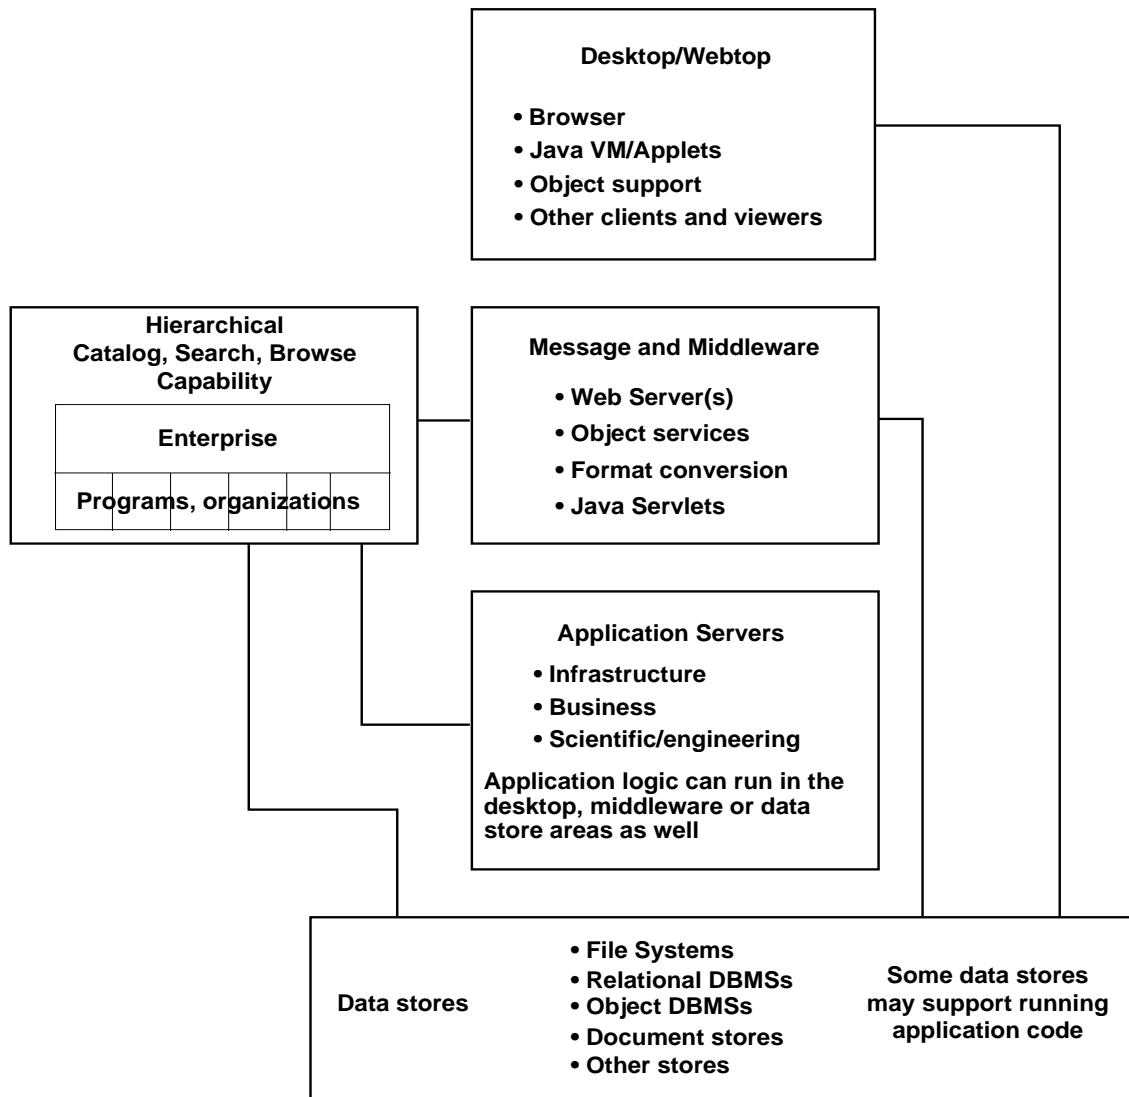 Desktop/Webtop
• Browser
• Java VM/Applets
• Object support
• Other clients and viewers
Hierarchical
Catalog, Search, Browse
Capability
Enterprise
Programs, organizations
Message and Middleware
• Web Server(s)
• Object services
• Format conversion
• Java Servlets
Application Servers
• Infrastructure
• Business
• Scientific/engineering
Application logic can run in the
desktop, middleware or data
store areas as well
Data stores
• File Systems
• Relational DBMSs
• Object DBMSs
• Document stores
• Other stores
Some data stores
may support running
application code